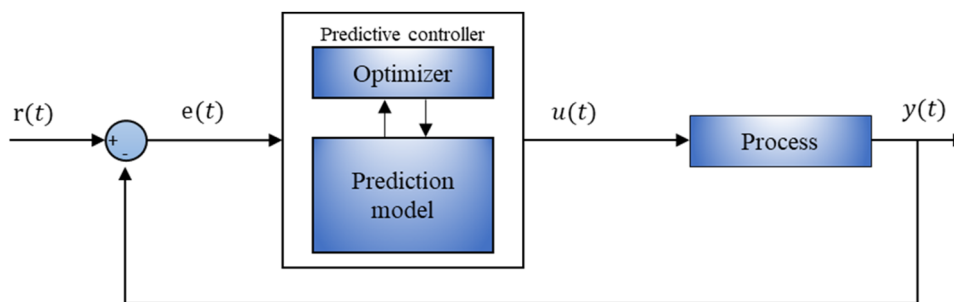 Predictive controller
Optimizer
r(t)
+
-
e(t)
Prediction
model
u(t)
Process
y(t)